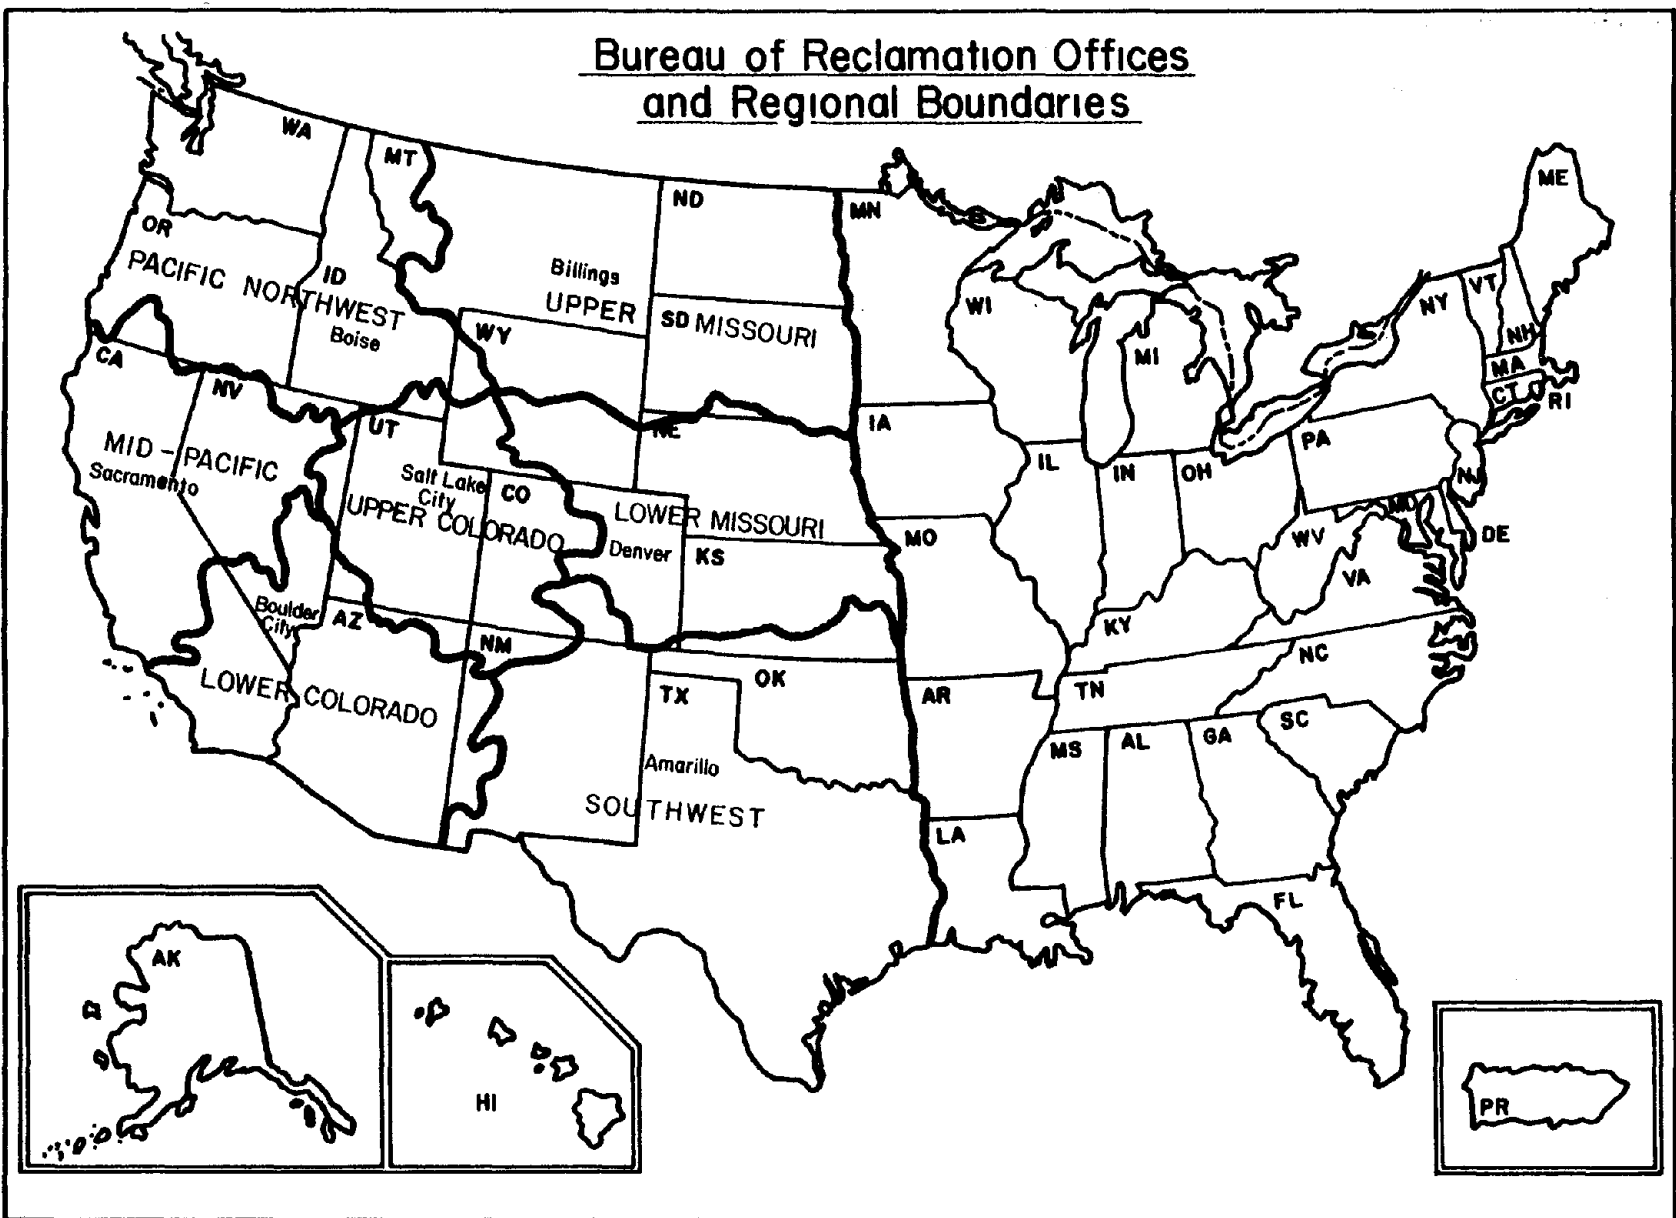 Bureau of Reclamation Offices
and Regional Boundaries
WA
MT
ND
MN
ME
OR
PACIFIC NORTHWEST
ID
Boise
Billings
UPPER MISSOURI
SD
WY
WI
MI
NY
VT
NH
MA
CT
RI
CA
NV
UT
NE
IA
IL
IN
OH
PA
NJ
MID-PACIFIC
Sacramento
Salt Lake
City
UPPER COLORADO
CO
LOWER MISSOURI
Denver
KS
MO
WV
MD
DE
VA
KY
Boulder
City
AZ
NM
LOWER COLORADO
OK
TX
AR
TN
NC
SC
MS
AL
GA
Amarillo
SOUTHWEST
LA
FL
AK
HI
PR